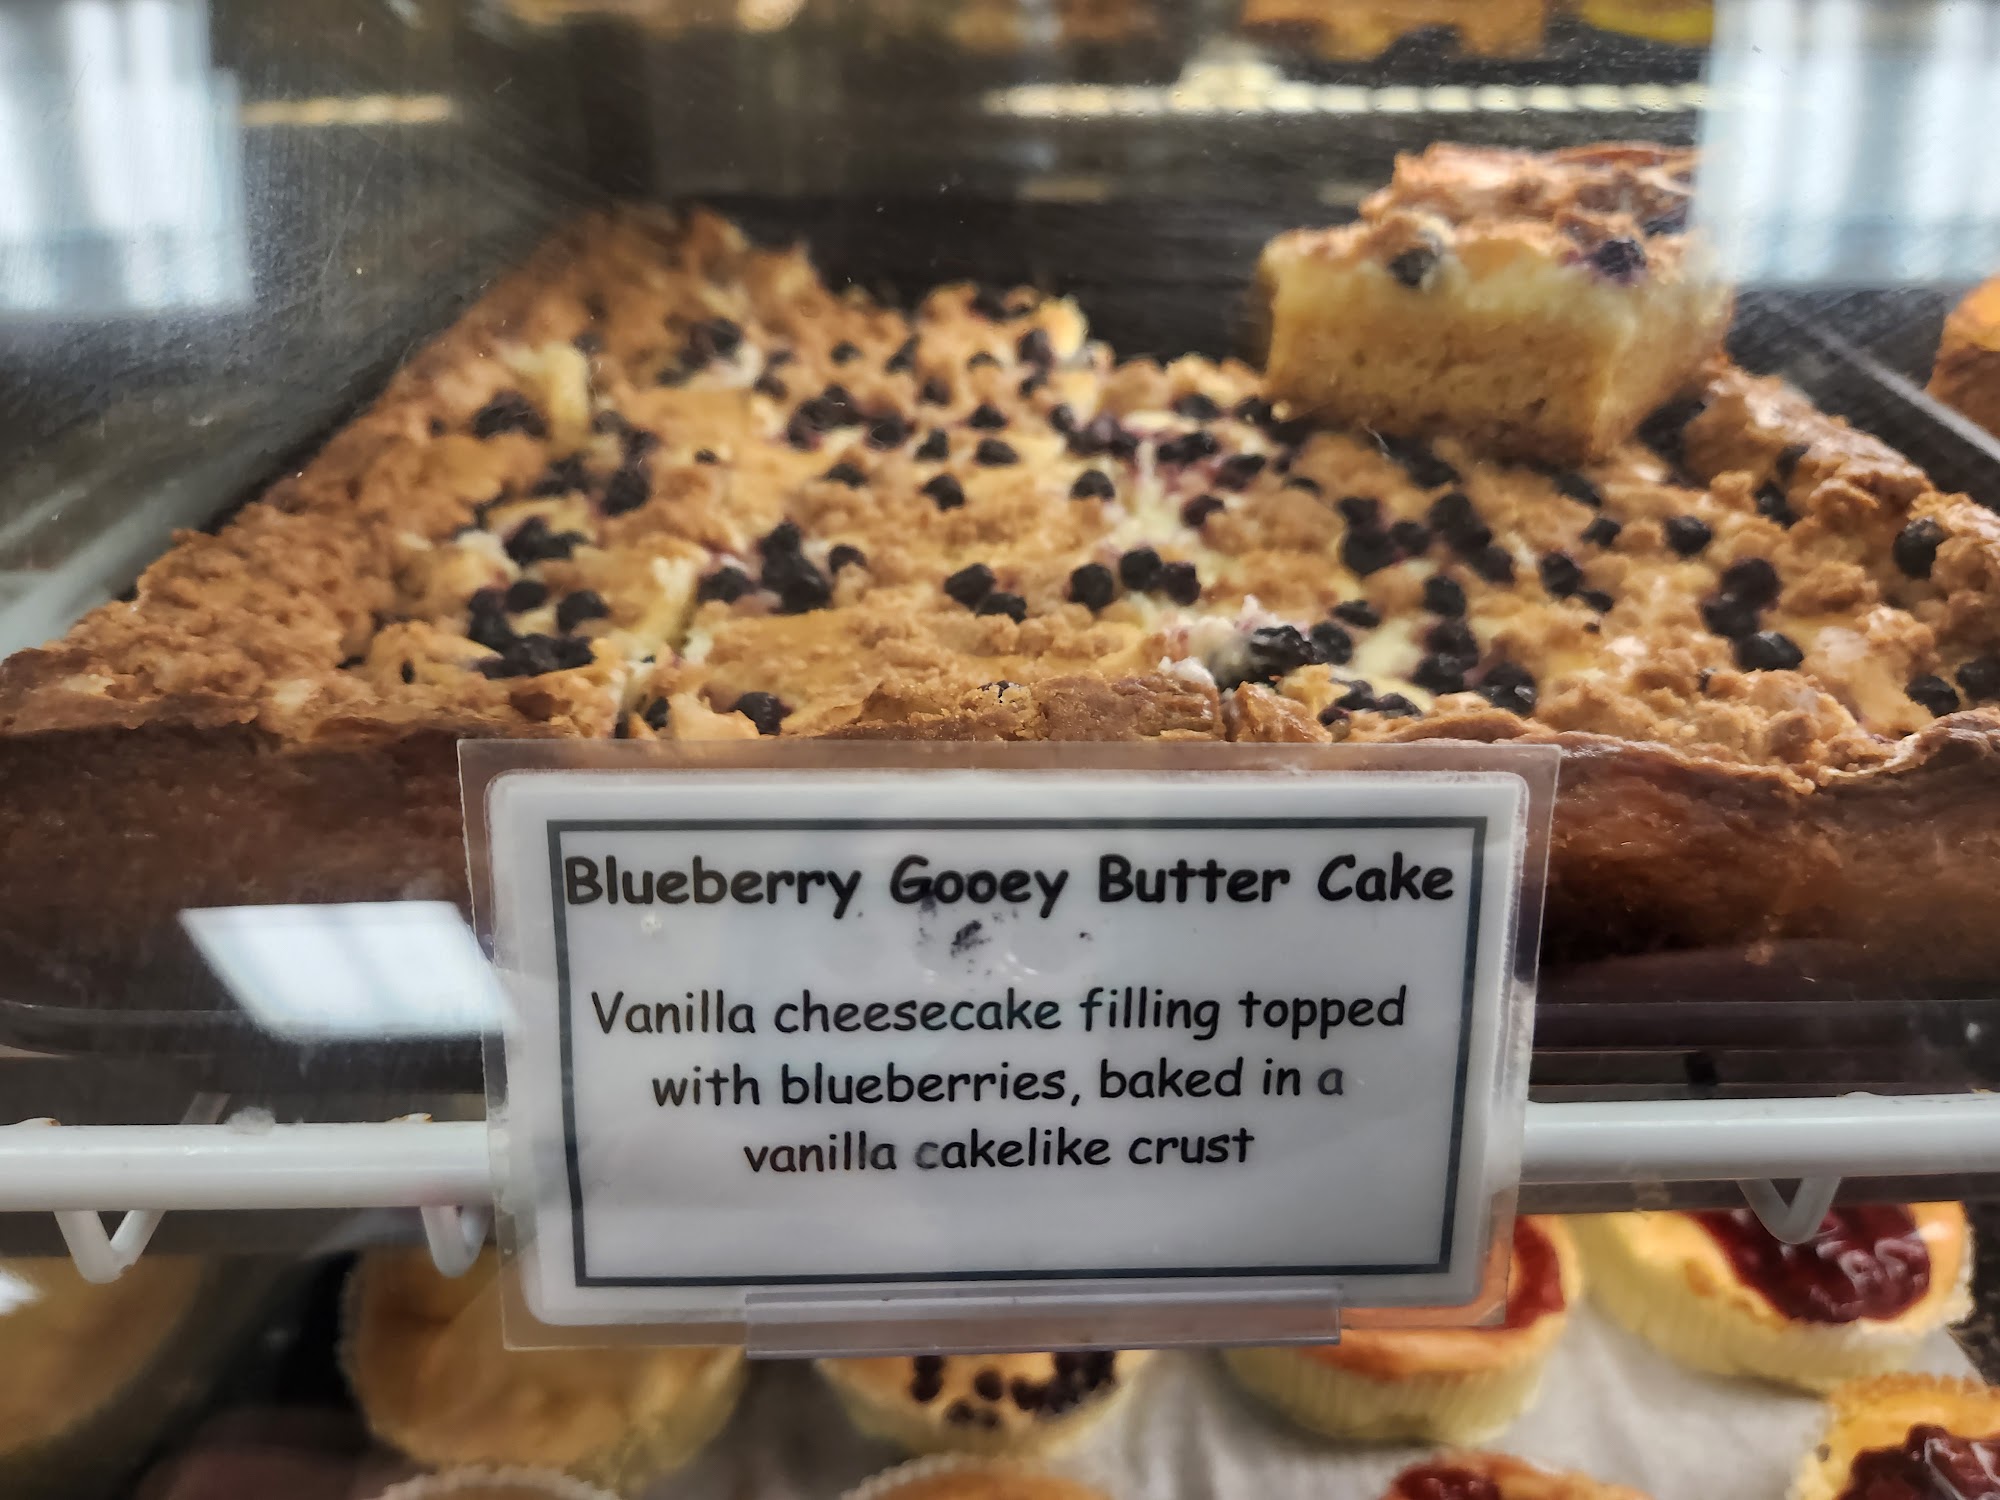 Blueberry Gooey Butter Cake
Vanilla cheesecake filling topped
with blueberries, baked in a
vanilla cakelike crust